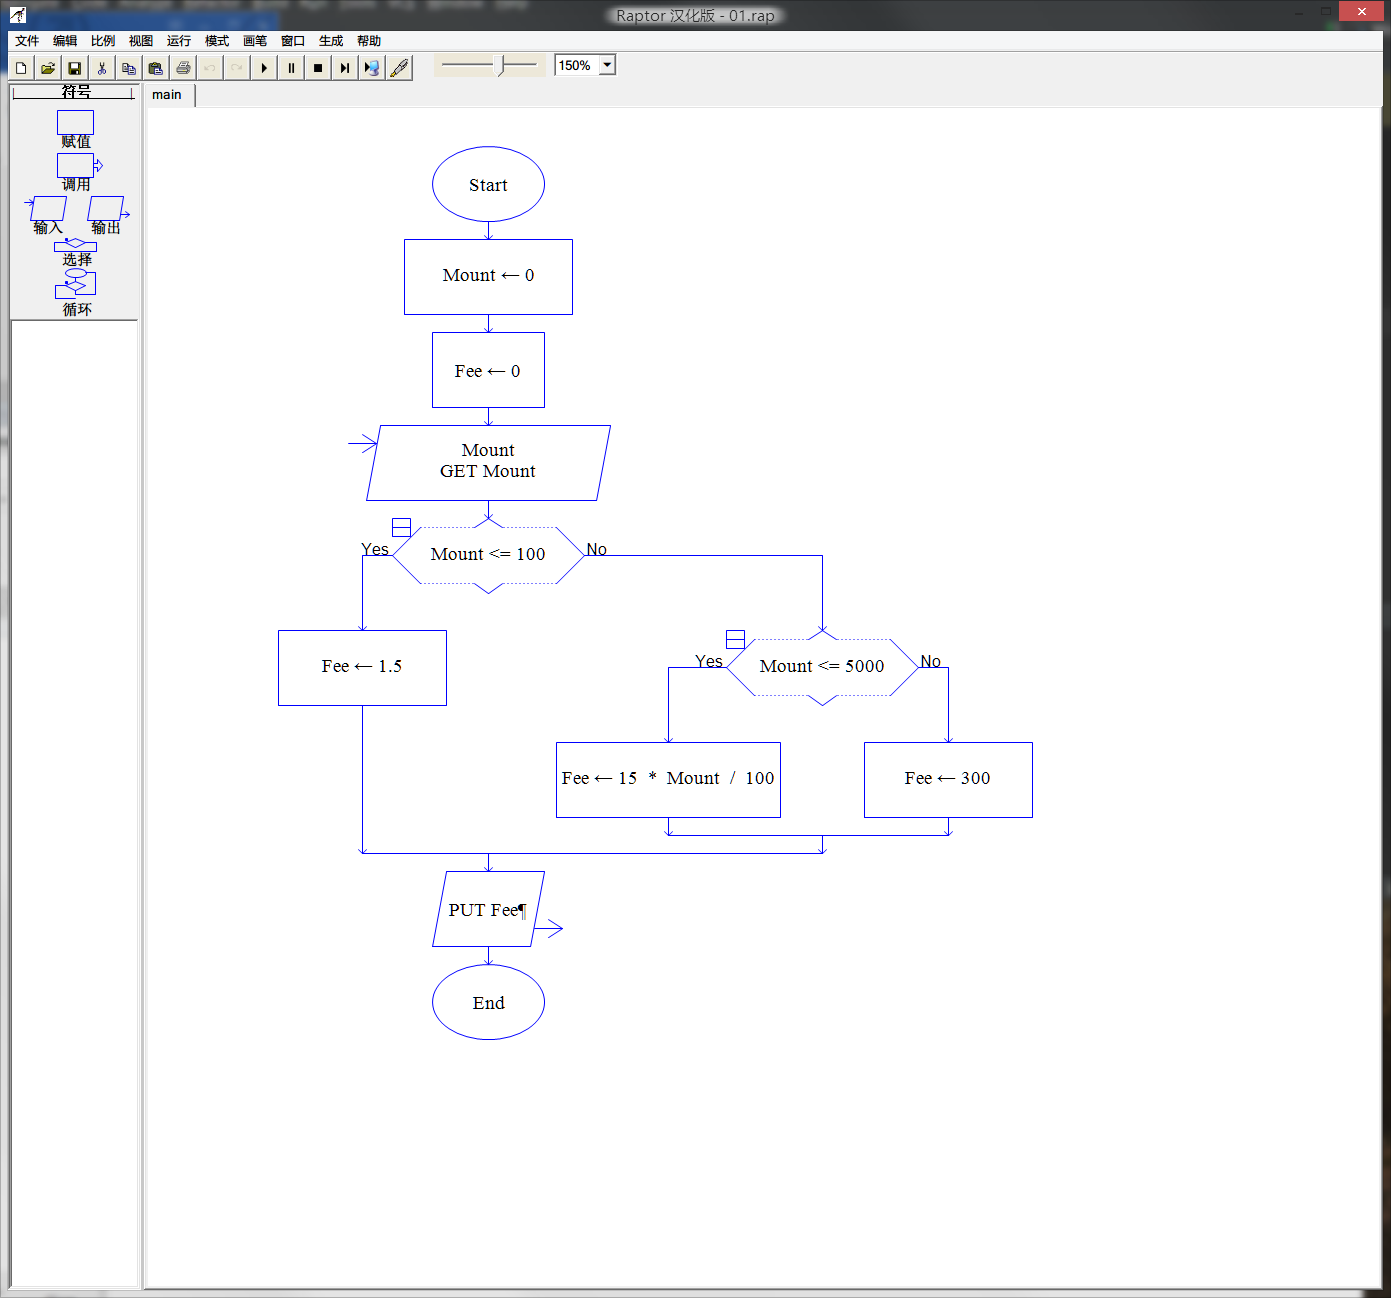 Raptor 汉化版 - 01.rap
文件 编辑 比例 视图 运行 模式 画笔 窗口 生成 帮助
150%
符号
main
赋值
调用
输入 输出
选择
循环
Start
Mount ← 0
Fee ← 0
Mount
GET Mount
Yes Mount <= 100 No
Fee ← 1.5
Yes Mount <= 5000 No
Fee ← 15 * Mount / 100
Fee ← 300
PUT Fee¶
End